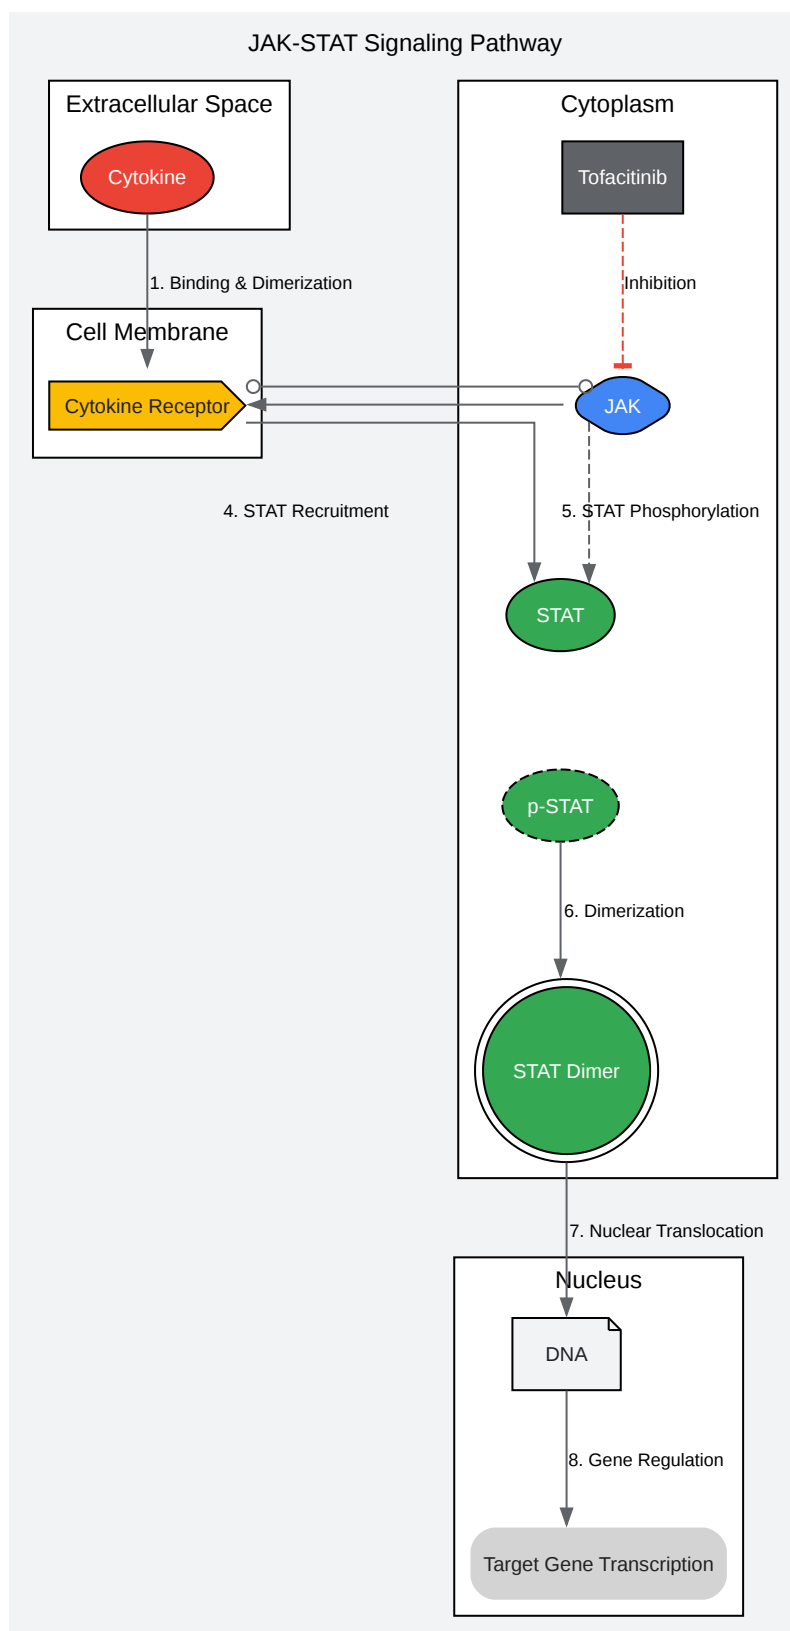 JAK-STAT Signaling Pathway
Extracellular Space
Cytoplasm
Cytokine
Tofacitinib
1. Binding & Dimerization
Inhibition
Cell Membrane
Cytokine Receptor
JAK
4. STAT Recruitment
5. STAT Phosphorylation
STAT
p-STAT
6. Dimerization
STAT Dimer
7. Nuclear Translocation
Nucleus
DNA
8. Gene Regulation
Target Gene Transcription